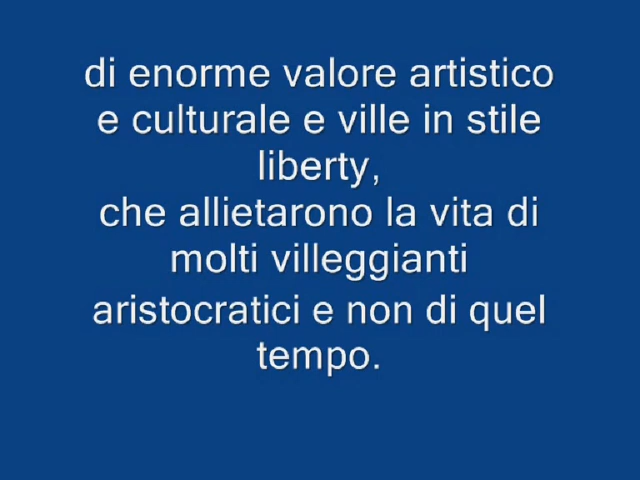 di enorme valore artistico
e culturale e ville in stile
liberty,
che allietarono la vita di
molti villeggianti
aristocratici e non di quel
tempo.